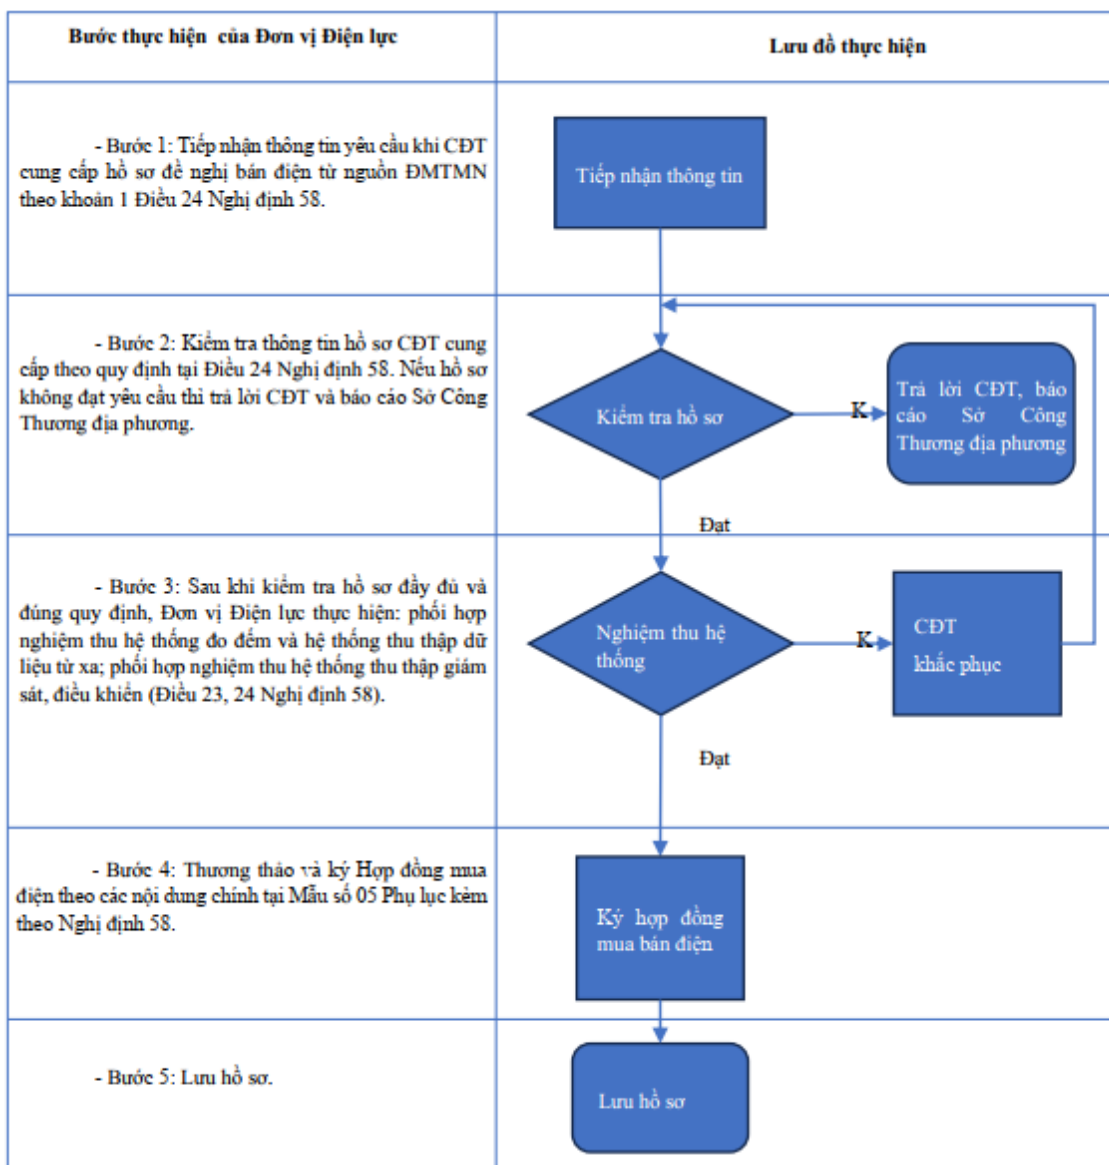 Bước thực hiện của Đơn vị Điện lực
Lưu đồ thực hiện
- Bước 1: Tiếp nhận thông tin yêu cầu khi CĐT
cung cấp hồ sơ đề nghị bán điện từ nguồn ĐMTMN
theo khoản 1 Điều 24 Nghị định 58.
Tiếp nhận thông tin
- Bước 2: Kiểm tra thông tin hồ sơ CĐT cung
cấp theo quy định tại Điều 24 Nghị định 58. Nếu hồ sơ
không đạt yêu cầu thì trả lời CĐT và báo cáo Sở Công
Thương địa phương.
Kiểm tra hồ sơ
K
Trả lời CĐT, báo
cáo Sở Công
Thương địa phương
Đạt
- Bước 3: Sau khi kiểm tra hồ sơ đầy đủ và
đúng quy định, Đơn vị Điện lực thực hiện: phối hợp
nghiệm thu hệ thống đo đếm và hệ thống thu thập dữ
liệu từ xa; phối hợp nghiệm thu hệ thống thu thập giám
sát, điều khiển (Điều 23, 24 Nghị định 58).
Nghiệm thu hệ
thống
K
CĐT
khắc phục
Đạt
- Bước 4: Thương thảo và ký Hợp đồng mua
điện theo các nội dung chính tại Mẫu số 05 Phụ lục kèm
theo Nghị định 58.
Ký hợp đồng
mua bán điện
- Bước 5: Lưu hồ sơ.
Lưu hồ sơ